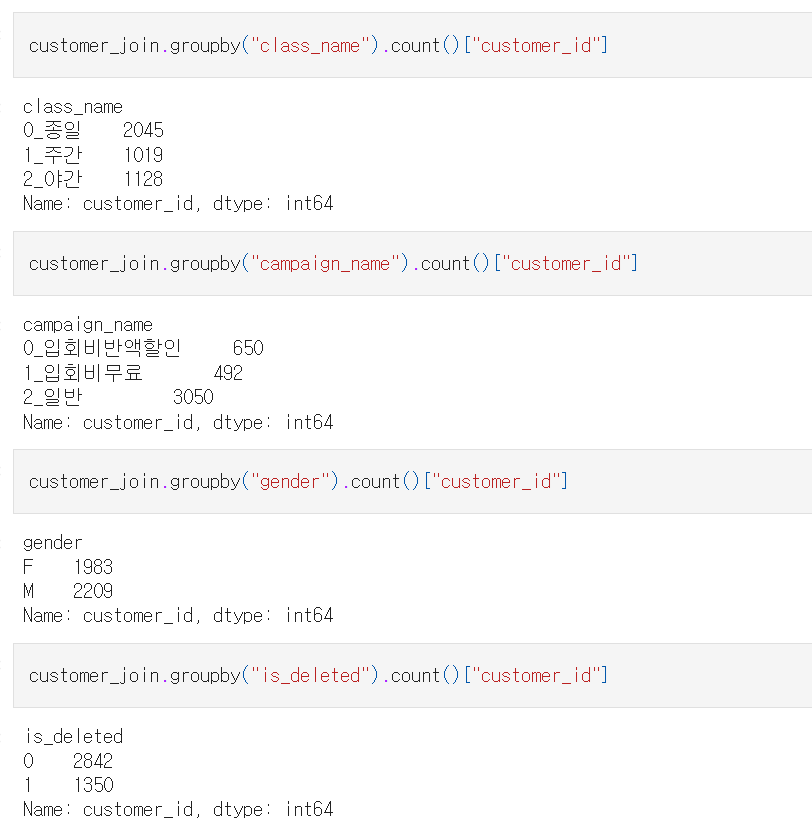 customer_join.groupby("class_name").count()["customer_id"]
class_name
0_종일    2045
1_주간    1019
2_야간    1128
Name: customer_id, dtype: int64
customer_join.groupby("campaign_name").count()["customer_id"]
campaign_name
0_입회비반액할인     650
1_입회비무료       492
2_일반         3050
Name: customer_id, dtype: int64
customer_join.groupby("gender").count()["customer_id"]
gender
F    1983
M    2209
Name: customer_id, dtype: int64
customer_join.groupby("is_deleted").count()["customer_id"]
is_deleted
0    2842
1    1350
Name: customer_id, dtype: int64